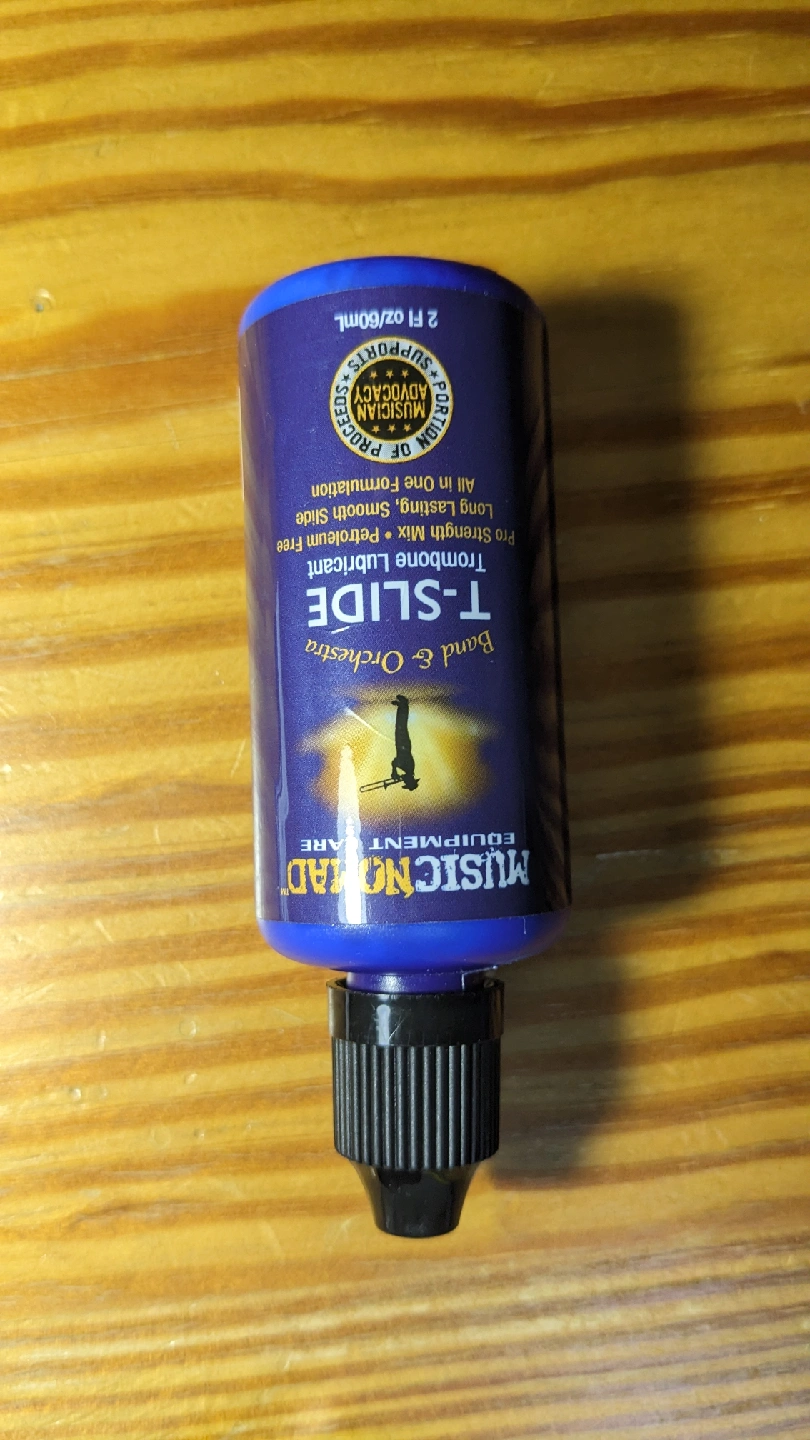 MUSICNOMAD™
EQUIPMENT CARE
Band & Orchestra
T-SLIDE
Trombone Lubricant
Pro Strength Mix • Petroleum Free
Long Lasting, Smooth Slide
All in One Formulation
PORTION OF PROCEEDS ★ SUPPORTS ★
★ ★ ★
MUSICIAN
ADVOCACY
★ ★ ★
2 Fl oz/60mL